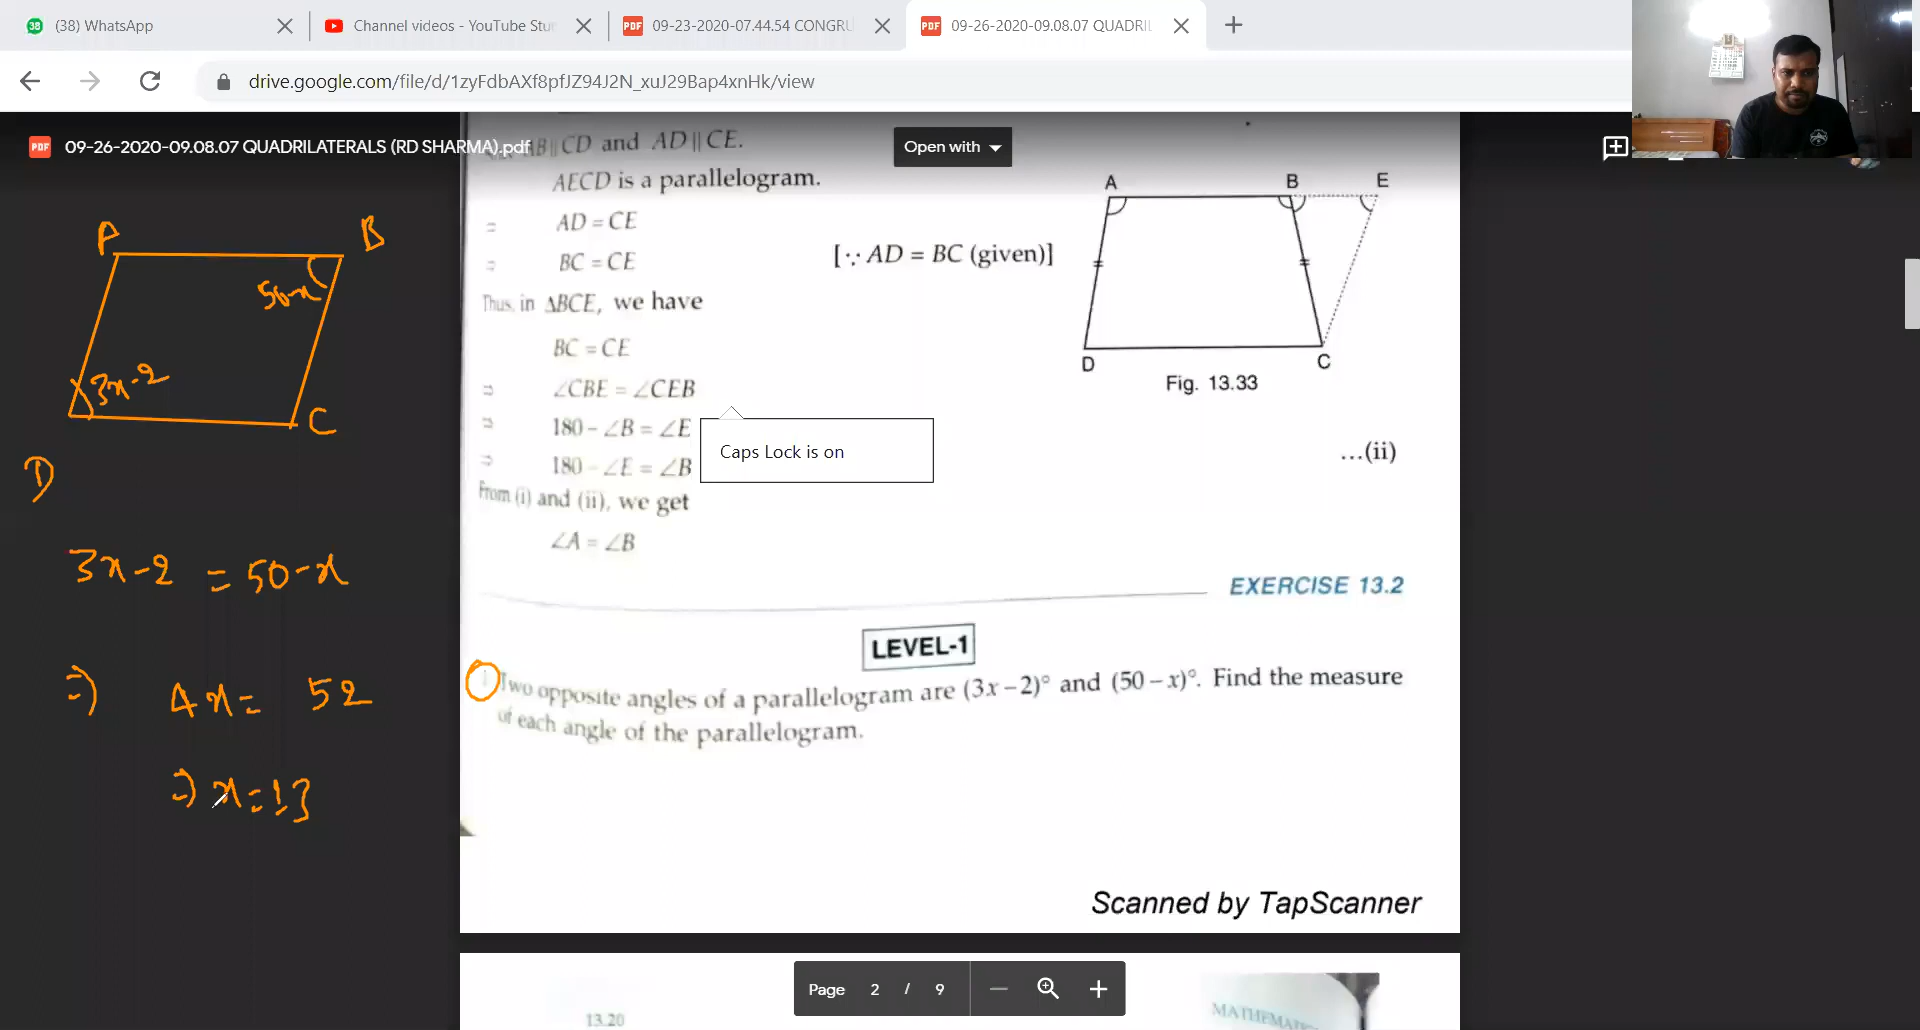 38 (38) WhatsApp
Channel videos - YouTube Stu
PDF 09-23-2020-07.44.54 CONGRU
PDF 09-26-2020-09.08.07 QUADRIL
drive.google.com/file/d/1zyFdbAXf8pfJZ94J2N_xuJ29Bap4xnHk/view
PDF 09-26-2020-09.08.07 QUADRILATERALS (RD SHARMA).pdf
Open with
AB || CD and AD || CE.
AECD is a parallelogram.
AD = CE
BC = CE
[∵ AD = BC (given)]
Thus, in ΔBCE, we have
BC = CE
∠CBE = ∠CEB
180 – ∠B = ∠E
180 – ∠E = ∠B
...(ii)
From (i) and (ii), we get
∠A = ∠B
Caps Lock is on
A B E
D C
Fig. 13.33
EXERCISE 13.2
LEVEL-1
1 Two opposite angles of a parallelogram are (3x – 2)° and (50 – x)°. Find the measure
of each angle of the parallelogram.
Scanned by TapScanner
Page 2 / 9
13.20
A B
50-x
3x-2
C
D
3x-2 = 50-x
⇒ 4x = 52
⇒ x = 13